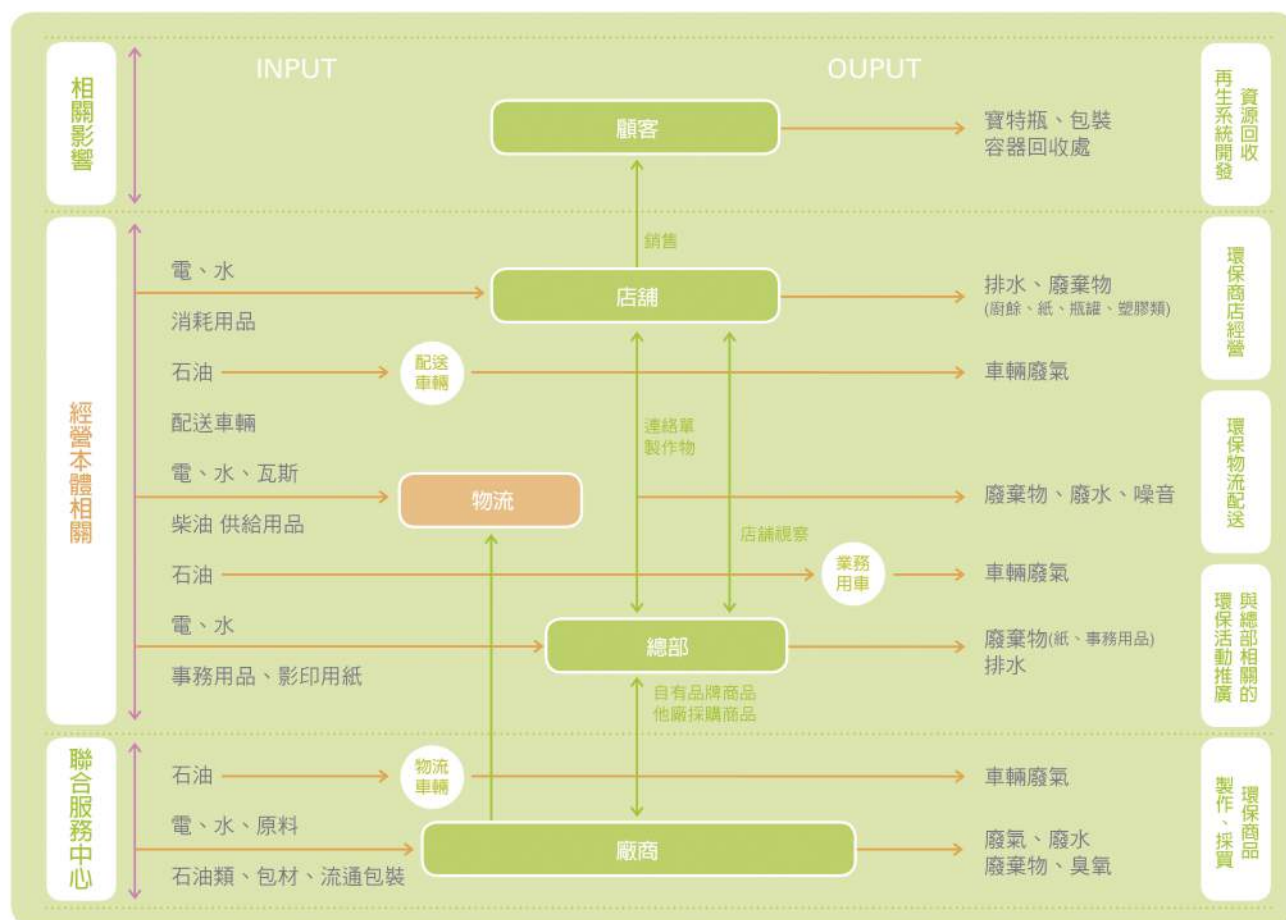 相關影響
INPUT
OUPUT
顧客
寶特瓶、包裝
容器回收處
資源回收
再生系統開發
銷售
經營本體相關
電、水
消耗用品
店舖
排水、廢棄物
(廚餘、紙、瓶罐、塑膠類)
環保商店經營
石油
配送
車輛
車輛廢氣
配送車輛
連絡單
製作物
電、水、瓦斯
柴油 供給用品
物流
廢棄物、廢水、噪音
環保物流配送
店舖視察
石油
業務
用車
車輛廢氣
電、水
事務用品、影印用紙
總部
廢棄物(紙、事務用品)
排水
與總部相關的
環保活動推廣
自有品牌商品
他廠採購商品
聯合服務中心
石油
物流
車輛
車輛廢氣
電、水、原料
石油類、包材、流通包裝
廠商
廢氣、廢水
廢棄物、臭氧
環保商品
製作、採買